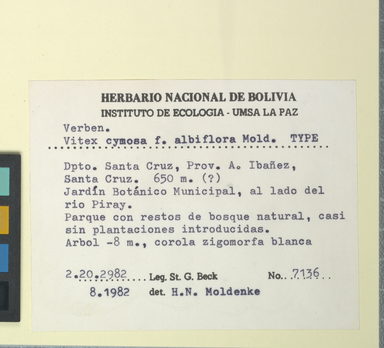 HERBARIO NACIONAL DE BOLIVIA
INSTITUTO DE ECOLOGIA - UMSA LA PAZ
Verben.
Vitex cymosa f. albiflora Mold. TYPE
Dpto. Santa Cruz, Prov. A. Ibañez,
Santa Cruz. 650 m. (?)
Jardín Botánico Municipal, al lado del
rio Piray.
Parque con restos de bosque natural, casi
sin plantaciones introducidas.
Arbol -8 m., corola zigomorfa blanca
2.20.2982 Leg. St. G. Beck No. 7136
8.1982 det. H.N. Moldenke